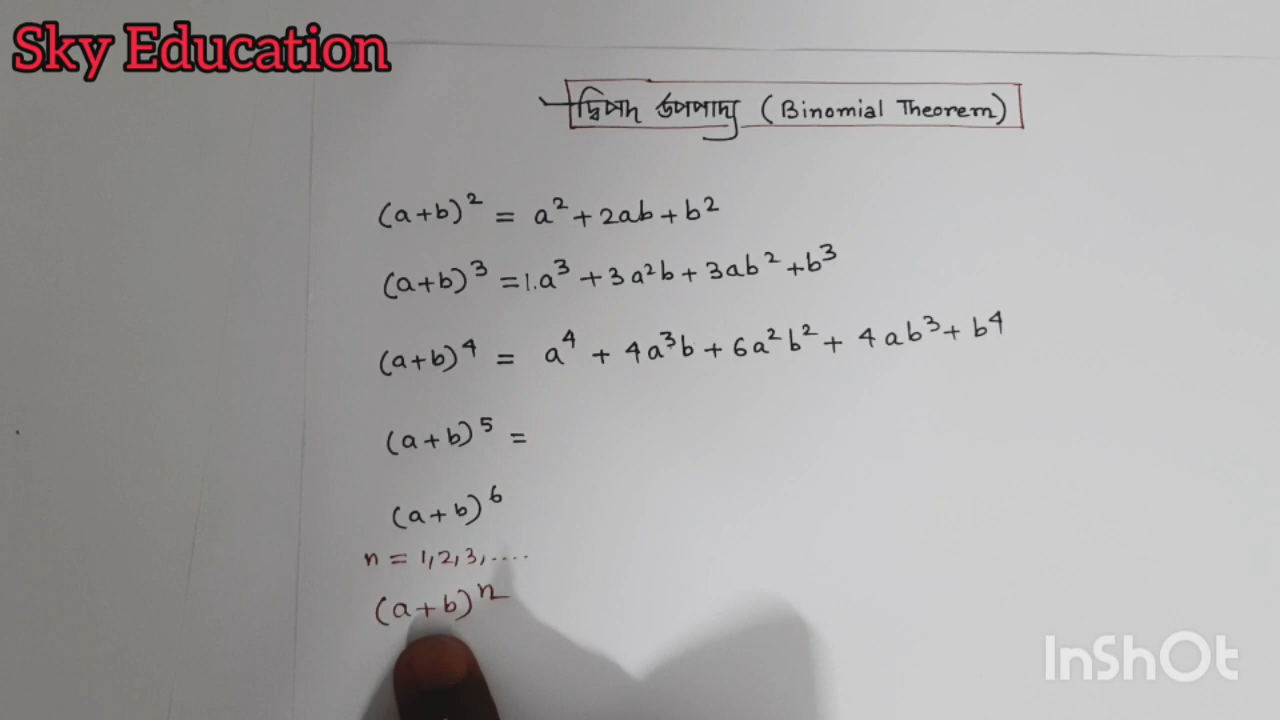 Sky Education
দ্বিপদ উপপাদ্য (Binomial Theorem)
(a+b)² = a² + 2ab + b²
(a+b)³ = 1.a³ + 3a²b + 3ab² + b³
(a+b)⁴ = a⁴ + 4a³b + 6a²b² + 4ab³ + b⁴
(a+b)⁵ =
(a+b)⁶
n = 1,2,3,....
(a+b)ⁿ
InShOt